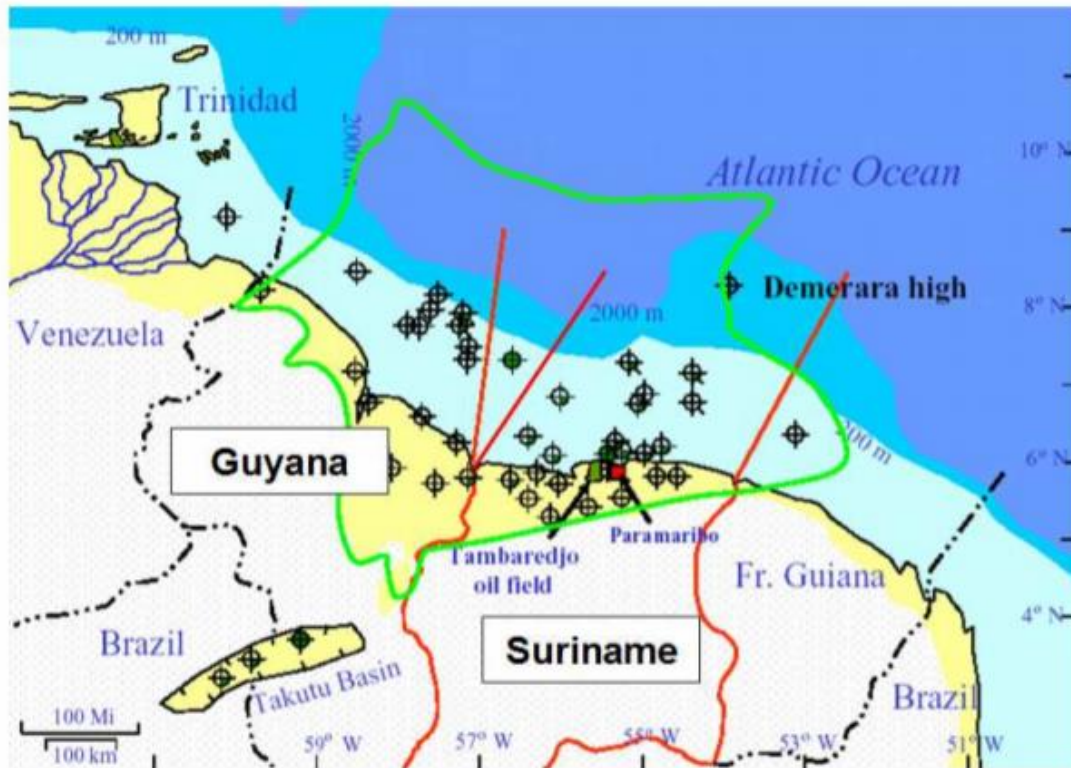 200 m
Trinidad
2000 m
Atlantic Ocean
10° N
Demerara high
8° N
Venezuela
2000 m
200 m
6° N
Guyana
Paramaribo
Tambaredjo
oil field
Fr. Guiana
4° N
Suriname
Brazil
Takutu Basin
Brazil
100 Mi
100 km
59° W
57° W
55° W
53° W
51° W